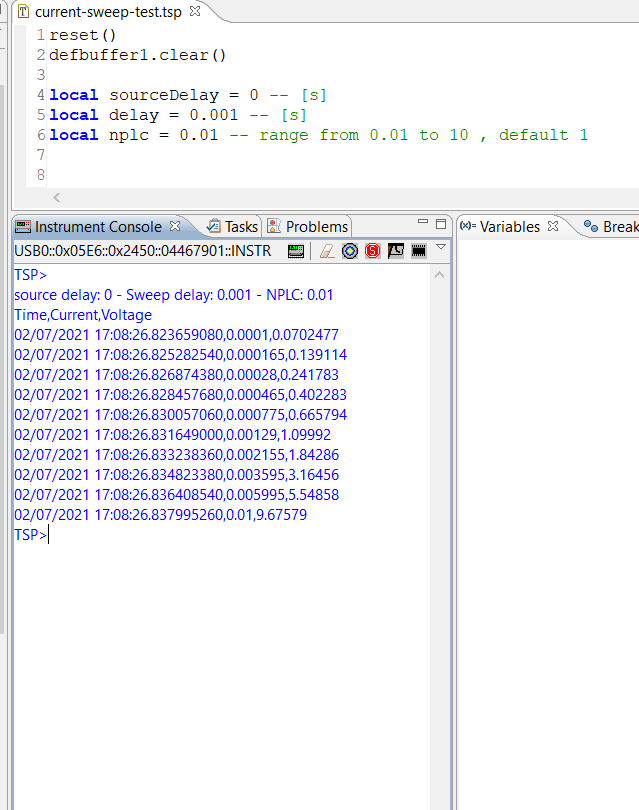 current-sweep-test.tsp
1 reset()
2 defbuffer1.clear()
3
4 local sourceDelay = 0 -- [s]
5 local delay = 0.001 -- [s]
6 local nplc = 0.01 -- range from 0.01 to 10 , default 1
7
8
Instrument Console Tasks Problems
(x)= Variables Break
USB0::0x05E6::0x2450::04467901::INSTR
TSP>
source delay: 0 - Sweep delay: 0.001 - NPLC: 0.01
Time,Current,Voltage
02/07/2021 17:08:26.823659080,0.0001,0.0702477
02/07/2021 17:08:26.825282540,0.000165,0.139114
02/07/2021 17:08:26.826874380,0.00028,0.241783
02/07/2021 17:08:26.828457680,0.000465,0.402283
02/07/2021 17:08:26.830057060,0.000775,0.665794
02/07/2021 17:08:26.831649000,0.00129,1.09992
02/07/2021 17:08:26.833238360,0.002155,1.84286
02/07/2021 17:08:26.834823380,0.003595,3.16456
02/07/2021 17:08:26.836408540,0.005995,5.54858
02/07/2021 17:08:26.837995260,0.01,9.67579
TSP>